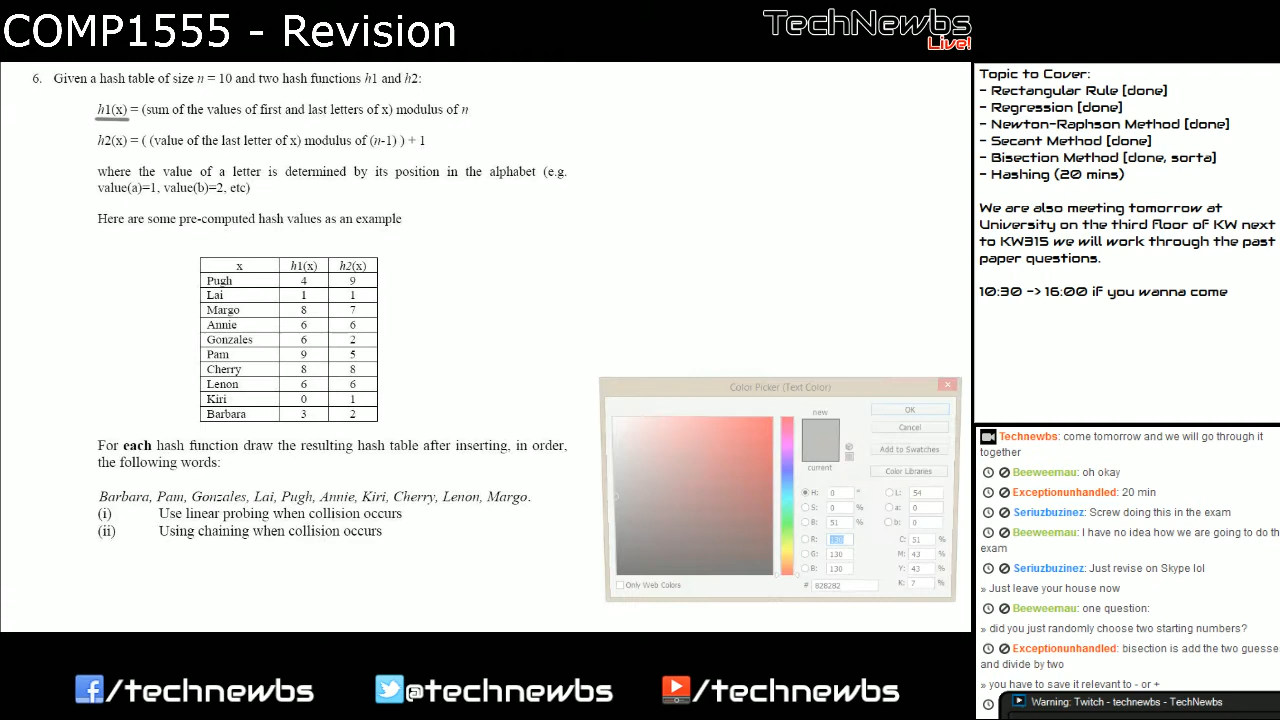 COMP1555 - Revision
TechNewbs
Live!
6. Given a hash table of size n = 10 and two hash functions h1 and h2:
h1(x) = (sum of the values of first and last letters of x) modulus of n
h2(x) = ( (value of the last letter of x) modulus of (n-1) ) + 1
where the value of a letter is determined by its position in the alphabet (e.g.
value(a)=1, value(b)=2, etc)
Here are some pre-computed hash values as an example
x h1(x) h2(x)
Pugh 4 9
Lai 1 1
Margo 8 7
Annie 6 6
Gonzales 6 2
Pam 9 5
Cherry 8 8
Lenon 6 6
Kiri 0 1
Barbara 3 2
For each hash function draw the resulting hash table after inserting, in order,
the following words:
Barbara, Pam, Gonzales, Lai, Pugh, Annie, Kiri, Cherry, Lenon, Margo.
(i) Use linear probing when collision occurs
(ii) Using chaining when collision occurs
Color Picker (Text Color)
new
current
OK
Cancel
Add to Swatches
Color Libraries
H: 0 °
S: 0 %
B: 51 %
R: 130
G: 130
B: 130
L: 54
a: 0
b: 0
C: 51 %
M: 43 %
Y: 43 %
K: 7 %
# 828282
Only Web Colors
Topic to Cover:
- Rectangular Rule [done]
- Regression [done]
- Newton-Raphson Method [done]
- Secant Method [done]
- Bisection Method [done, sorta]
- Hashing (20 mins)
We are also meeting tomorrow at
University on the third floor of KW next
to KW315 we will work through the past
paper questions.
10:30 -> 16:00 if you wanna come
Technewbs: come tomorrow and we will go through it
together
Beeweemau: oh okay
Exceptionunhandled: 20 min
Seriuzbuzinez: Screw doing this in the exam
Beeweemau: I have no idea how we are going to do th
exam
Seriuzbuzinez: Just revise on Skype lol
» Just leave your house now
Beeweemau: one question:
» did you just randomly choose two starting numbers?
Exceptionunhandled: bisection is add the two guesse
and divide by two
» you have to save it relevant to - or +
Warning: Twitch - technewbs - TechNewbs
/technewbs
@technewbs
/technewbs